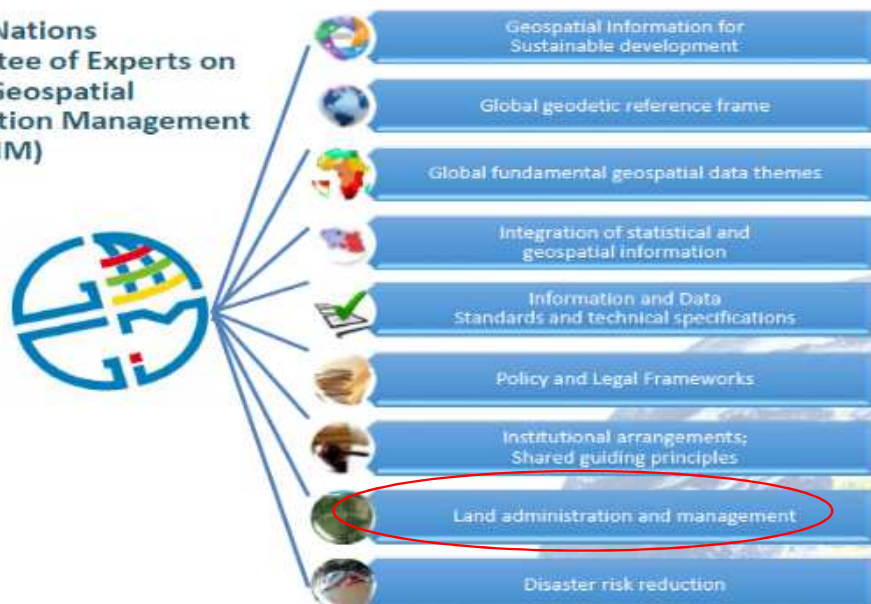 Nations
tee of Experts on
Geospatial
tion Management
IM)
Geospatial Information for
Sustainable development
Global geodetic reference frame
Global fundamental geospatial data themes
Integration of statistical and
geospatial information
Information and Data
Standards and technical specifications
Policy and Legal Frameworks
Institutional arrangements;
Shared guiding principles
Land administration and management
Disaster risk reduction